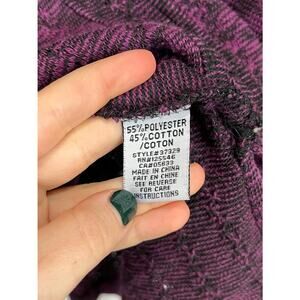 55%POLYESTER
45%COTTON
/COTON
STYLE#37329
RN#125546
CA#05633
MADE IN CHINA
FAIT EN CHINE
SEE REVERSE
FOR CARE
INSTRUCTIONS